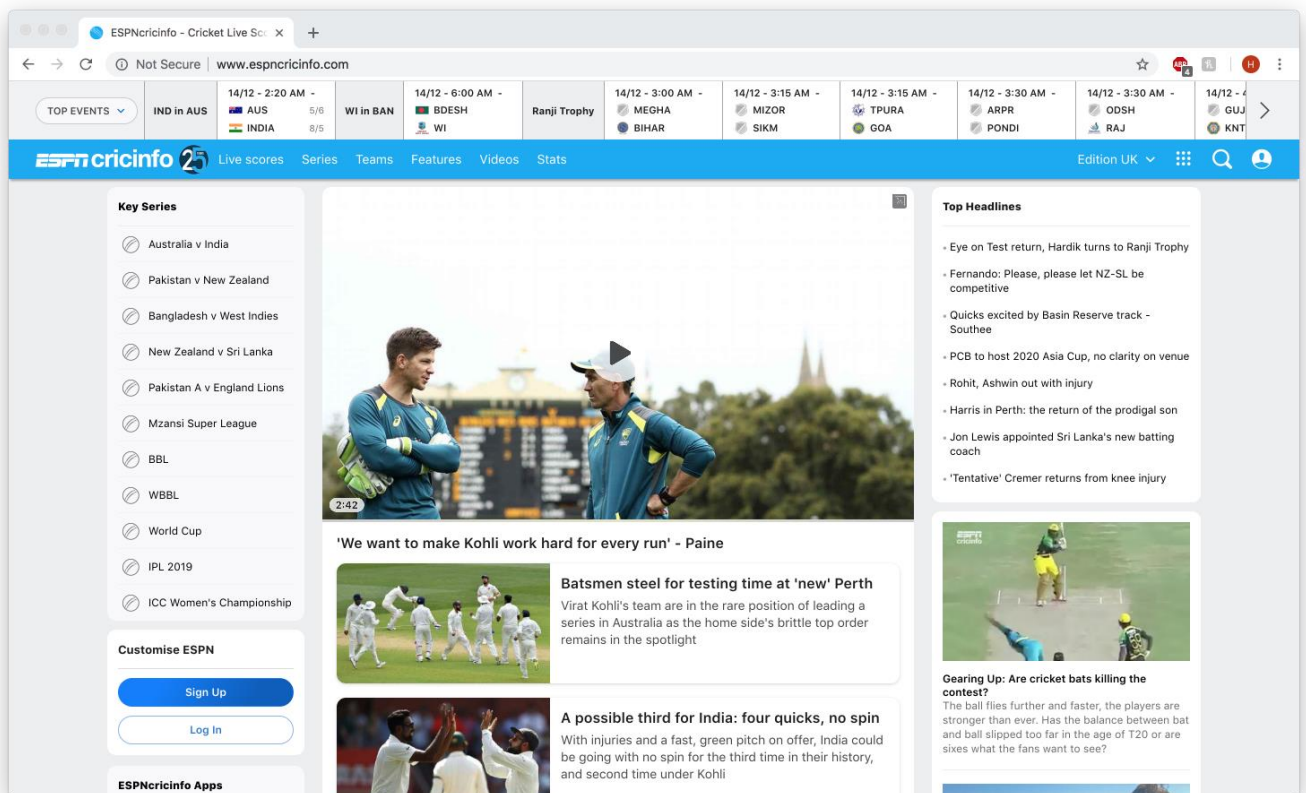 ESPNcricinfo - Cricket Live Sco
Not Secure | www.espncricinfo.com
ABP
4
H
TOP EVENTS
IND in AUS
14/12 - 2:20 AM -
AUS 5/6
INDIA 8/5
WI in BAN
14/12 - 6:00 AM -
BDESH
WI
Ranji Trophy
14/12 - 3:00 AM -
MEGHA
BIHAR
14/12 - 3:15 AM -
MIZOR
SIKM
14/12 - 3:15 AM -
TPURA
GOA
14/12 - 3:30 AM -
ARPR
PONDI
14/12 - 3:30 AM -
ODSH
RAJ
14/12 - 4
GUJ
KNT
ESPN cricinfo 25
Live scores
Series
Teams
Features
Videos
Stats
Edition UK
Key Series
Australia v India
Pakistan v New Zealand
Bangladesh v West Indies
New Zealand v Sri Lanka
Pakistan A v England Lions
Mzansi Super League
BBL
WBBL
World Cup
IPL 2019
ICC Women's Championship
Customise ESPN
Sign Up
Log In
ESPNcricinfo Apps
2:42
'We want to make Kohli work hard for every run' - Paine
Batsmen steel for testing time at 'new' Perth
Virat Kohli's team are in the rare position of leading a
series in Australia as the home side's brittle top order
remains in the spotlight
A possible third for India: four quicks, no spin
With injuries and a fast, green pitch on offer, India could
be going with no spin for the third time in their history,
and second time under Kohli
Top Headlines
Eye on Test return, Hardik turns to Ranji Trophy
Fernando: Please, please let NZ-SL be
competitive
Quicks excited by Basin Reserve track -
Southee
PCB to host 2020 Asia Cup, no clarity on venue
Rohit, Ashwin out with injury
Harris in Perth: the return of the prodigal son
Jon Lewis appointed Sri Lanka's new batting
coach
'Tentative' Cremer returns from knee injury
ESPN
cricinfo
Gearing Up: Are cricket bats killing the
contest?
The ball flies further and faster, the players are
stronger than ever. Has the balance between bat
and ball slipped too far in the age of T20 or are
sixes what the fans want to see?